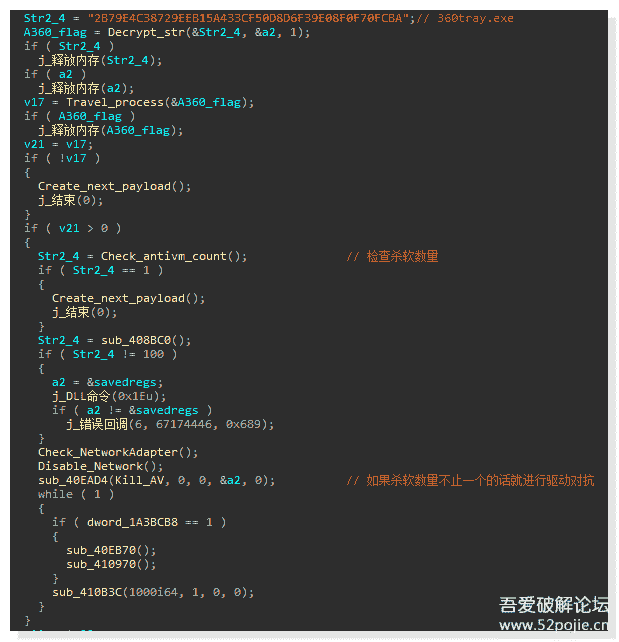 Str2_4 = "2B79E4C38729EEB15A433CF50D8D6F39E08F0F70FCBA";// 360tray.exe
A360_flag = Decrypt_str(&Str2_4, &a2, 1);
if ( Str2_4 )
j_释放内存(Str2_4);
if ( a2 )
j_释放内存(a2);
v17 = Travel_process(&A360_flag);
if ( A360_flag )
j_释放内存(A360_flag);
v21 = v17;
if ( !v17 )
{
Create_next_payload();
j_结束(0);
}
if ( v21 > 0 )
{
Str2_4 = Check_antivm_count(); // 检查杀软数量
if ( Str2_4 == 1 )
{
Create_next_payload();
j_结束(0);
}
Str2_4 = sub_408BC0();
if ( Str2_4 != 100 )
{
a2 = &savedregs;
j_DLL命令(0x1Eu);
if ( a2 != &savedregs )
j_错误回调(6, 67174446, 0x689);
}
Check_NetworkAdapter();
Disable_Network();
sub_40EAD4(Kill_AV, 0, 0, &a2, 0); // 如果杀软数量不止一个的话就进行驱动对抗
while ( 1 )
{
if ( dword_1A3BCB8 == 1 )
{
sub_40EB70();
sub_410970();
}
sub_410B3C(1000i64, 1, 0, 0);
}
}
吾爱破解论坛
www.52pojie.cn